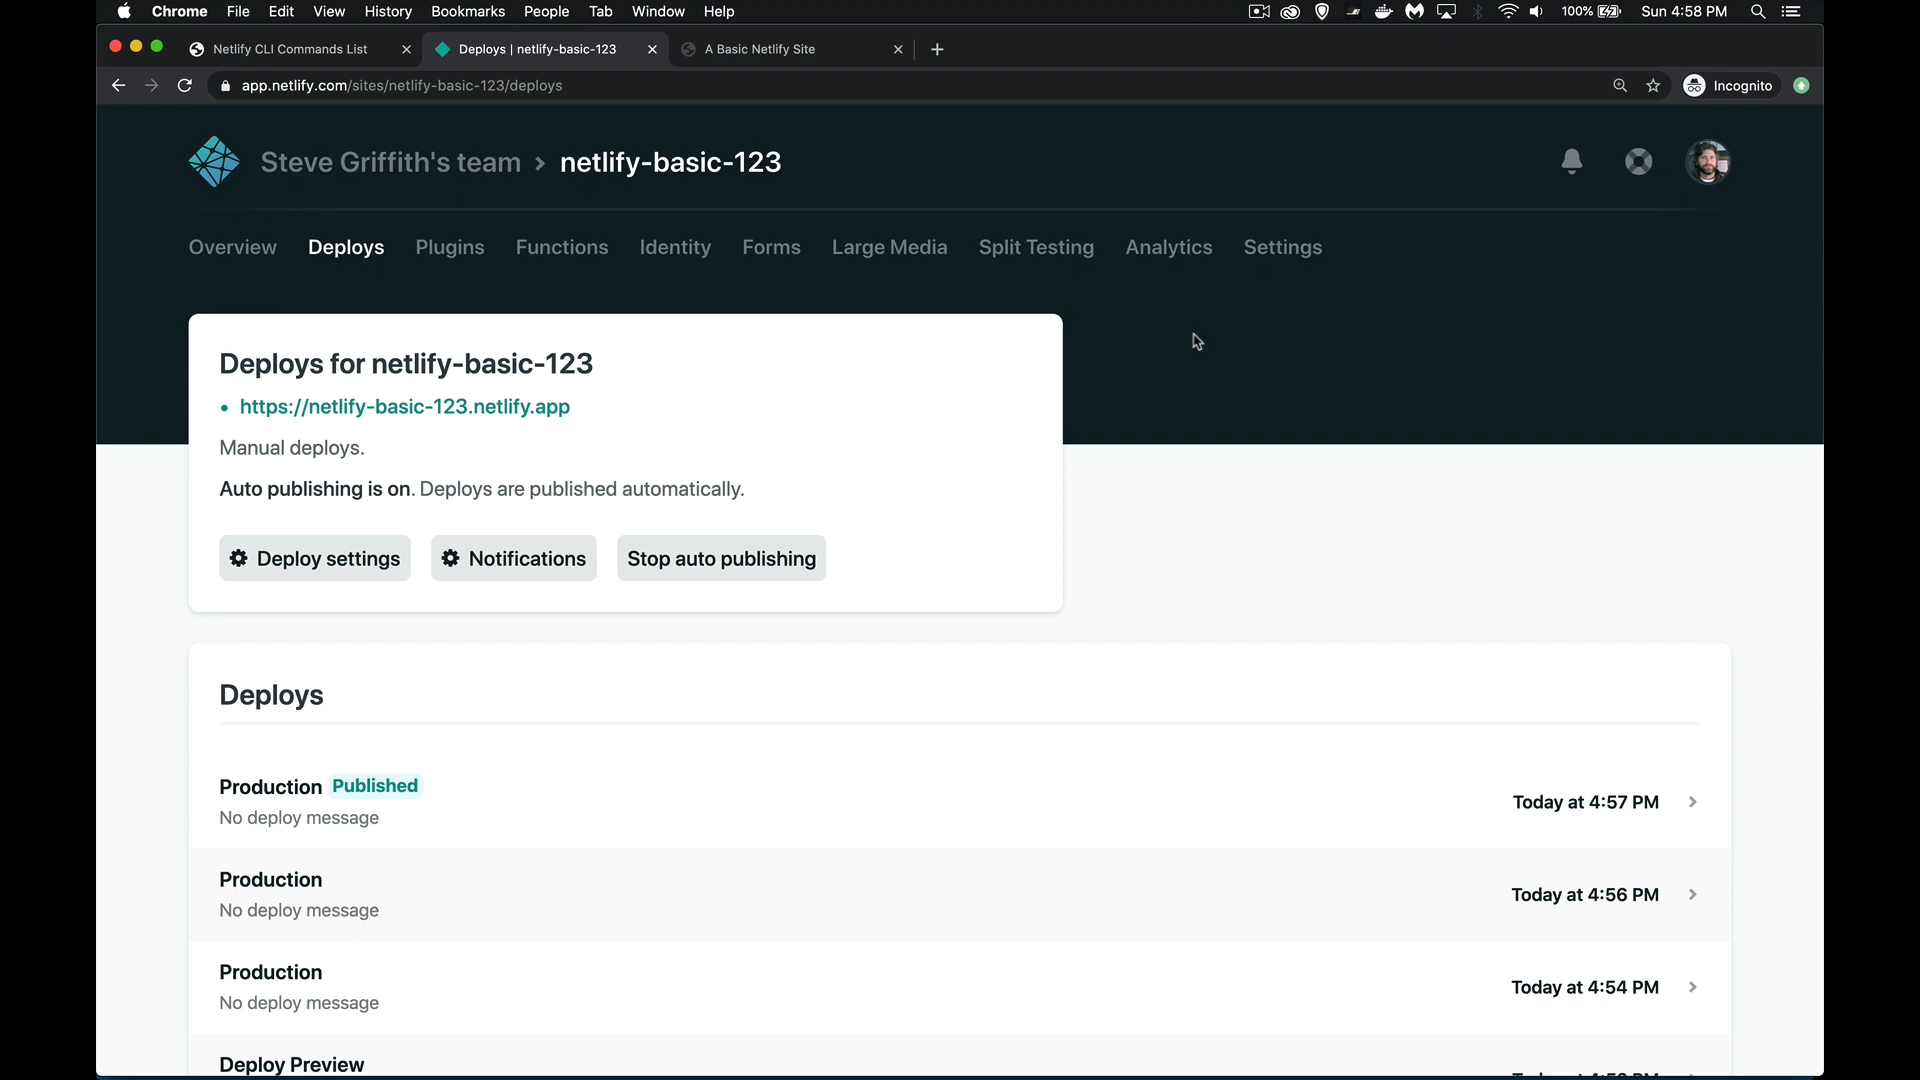 Chrome File Edit View History Bookmarks People Tab Window Help 100% Sun 4:58 PM
Netlify CLI Commands List Deploys | netlify-basic-123 A Basic Netlify Site
app.netlify.com/sites/netlify-basic-123/deploys Incognito
Steve Griffith's team > netlify-basic-123
Overview Deploys Plugins Functions Identity Forms Large Media Split Testing Analytics Settings
Deploys for netlify-basic-123
• https://netlify-basic-123.netlify.app
Manual deploys.
Auto publishing is on. Deploys are published automatically.
Deploy settings Notifications Stop auto publishing
Deploys
Production Published
No deploy message
Today at 4:57 PM
Production
No deploy message
Today at 4:56 PM
Production
No deploy message
Today at 4:54 PM
Deploy Preview